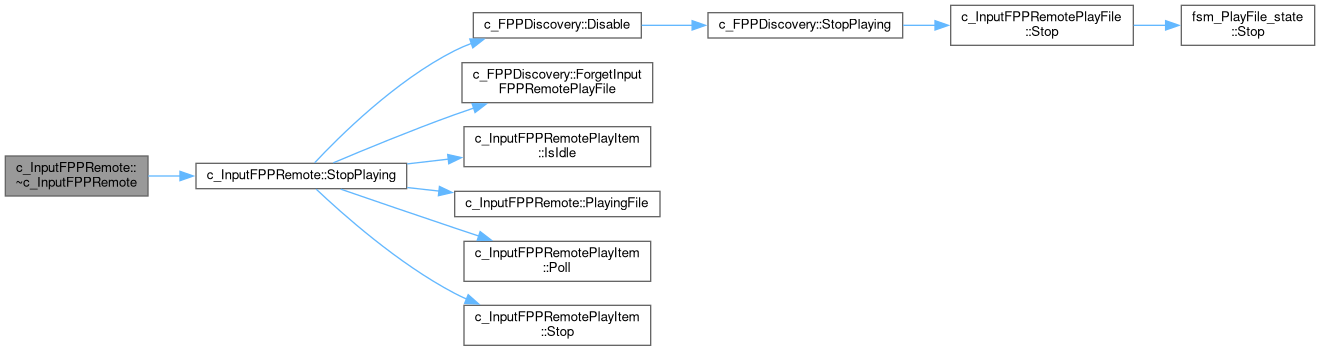 c_InputFPPRemote::
~c_InputFPPRemote
c_InputFPPRemote::StopPlaying
c_FPPDiscovery::Disable
c_FPPDiscovery::StopPlaying
c_InputFPPRemotePlayFile
::Stop
fsm_PlayFile_state
::Stop
c_FPPDiscovery::ForgetInput
FPPRemotePlayFile
c_InputFPPRemotePlayItem
::IsIdle
c_InputFPPRemote::PlayingFile
c_InputFPPRemotePlayItem
::Poll
c_InputFPPRemotePlayItem
::Stop